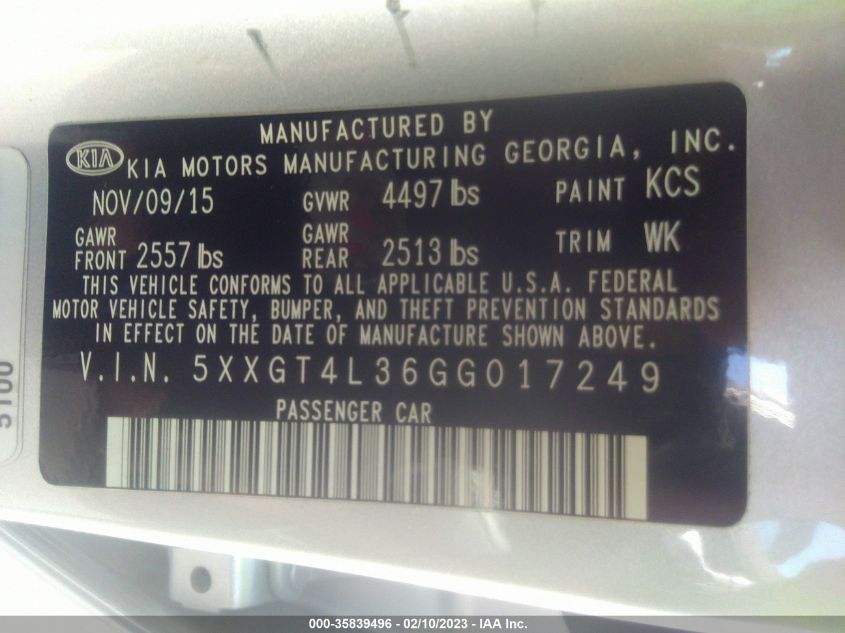 MANUFACTURED BY
KIA KIA MOTORS MANUFACTURING GEORGIA, INC.
NOV/09/15 GVWR 4497 lbs PAINT KCS
GAWR FRONT 2557 lbs GAWR REAR 2513 lbs TRIM WK
THIS VEHICLE CONFORMS TO ALL APPLICABLE U.S.A. FEDERAL
MOTOR VEHICLE SAFETY, BUMPER, AND THEFT PREVENTION STANDARDS
IN EFFECT ON THE DATE OF MANUFACTURE SHOWN ABOVE.
V.I.N. 5XXGT4L36GG017249
PASSENGER CAR
5100
000-35839496 - 02/10/2023 - IAA Inc.